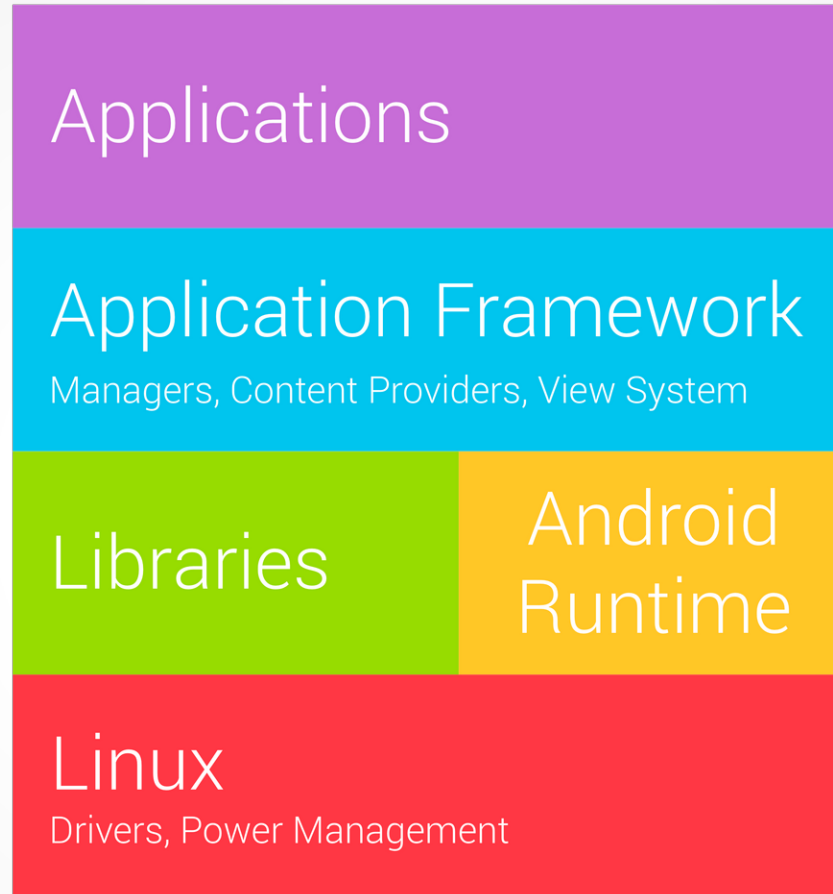 Applications
Application Framework
Managers, Content Providers, View System
Libraries
Android
Runtime
Linux
Drivers, Power Management